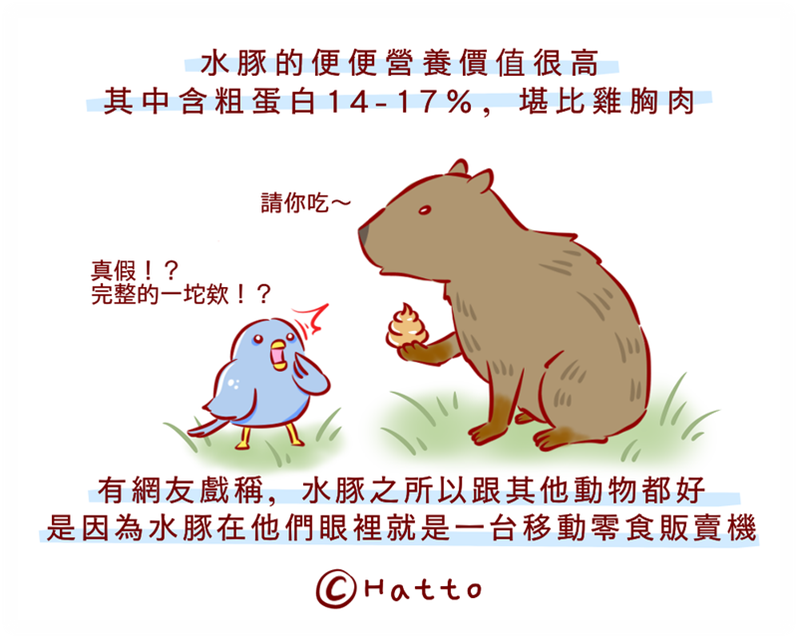 水豚的便便營養價值很高
其中含粗蛋白14-17%，堪比雞胸肉
請你吃～
真假！？
完整的一坨欸！？
有網友戲稱，水豚之所以跟其他動物都好
是因為水豚在他們眼裡就是一台移動零食販賣機
©Hatto